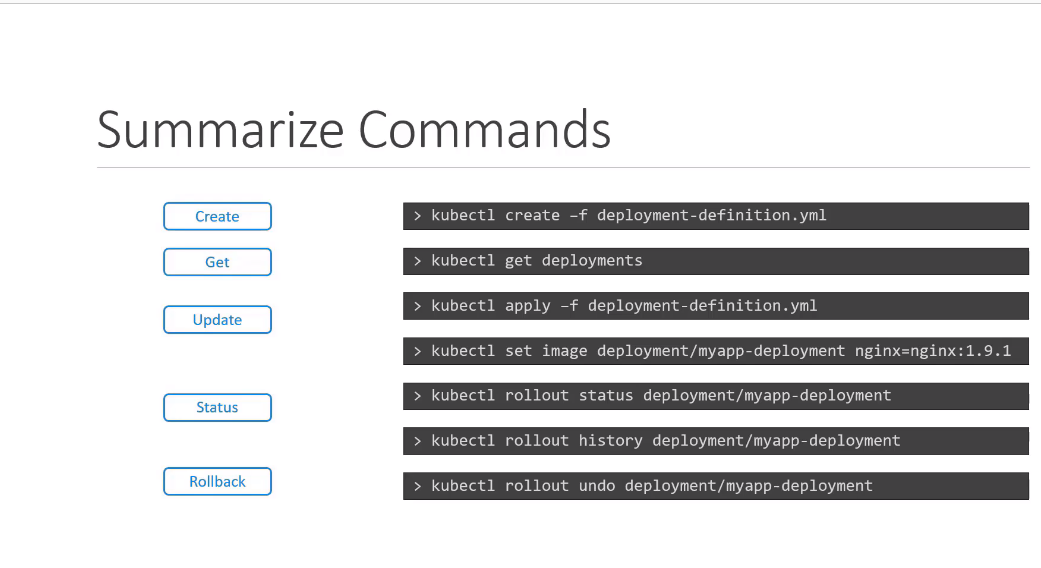 Summarize Commands
Create
> kubectl create –f deployment-definition.yml
Get
> kubectl get deployments
Update
> kubectl apply –f deployment-definition.yml
> kubectl set image deployment/myapp-deployment nginx=nginx:1.9.1
Status
> kubectl rollout status deployment/myapp-deployment
> kubectl rollout history deployment/myapp-deployment
Rollback
> kubectl rollout undo deployment/myapp-deployment